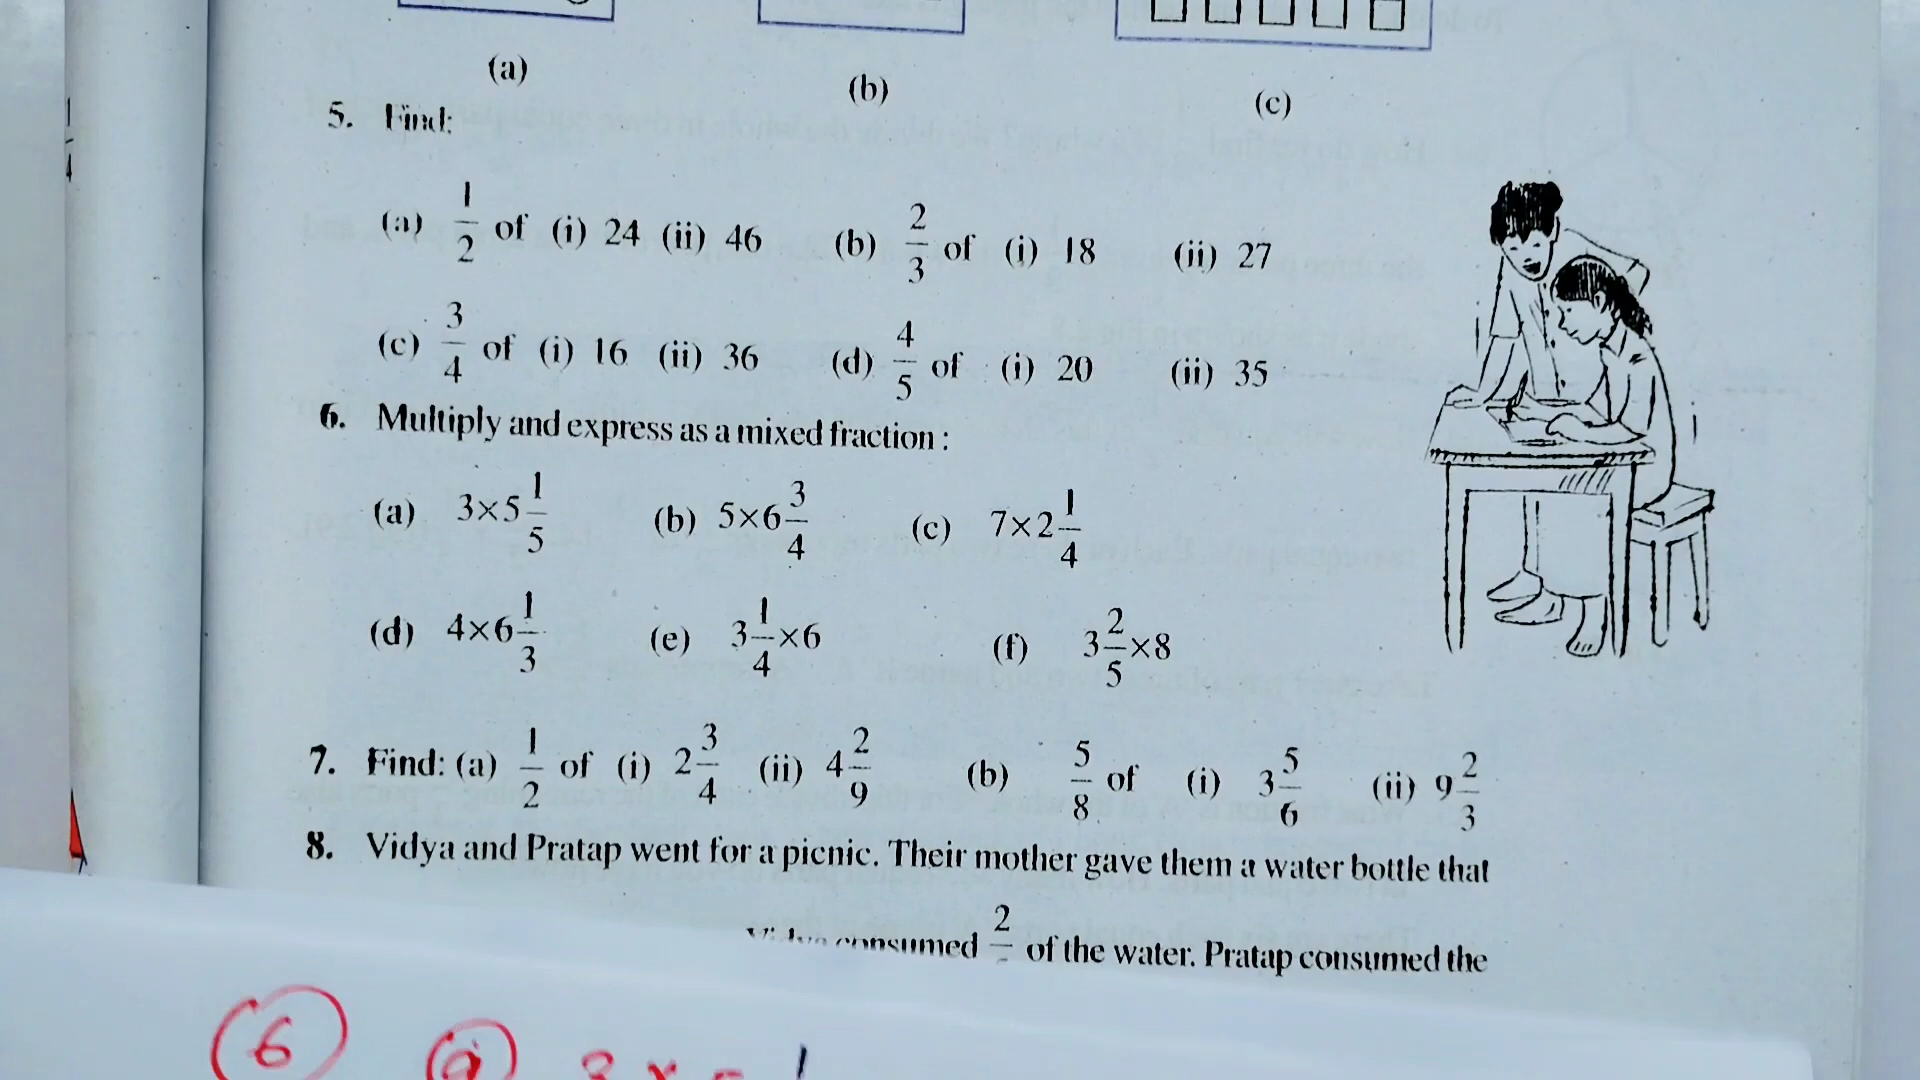 (a) (b) (c)
1/4
5. Find:
(a) 1/2 of (i) 24 (ii) 46 (b) 2/3 of (i) 18 (ii) 27
(c) 3/4 of (i) 16 (ii) 36 (d) 4/5 of (i) 20 (ii) 35
6. Multiply and express as a mixed fraction :
(a) 3×5 1/5 (b) 5×6 3/4 (c) 7×2 1/4
(d) 4×6 1/3 (e) 3 1/4 ×6 (f) 3 2/5 ×8
7. Find: (a) 1/2 of (i) 2 3/4 (ii) 4 2/9 (b) 5/8 of (i) 3 5/6 (ii) 9 2/3
8. Vidya and Pratap went for a picnic. Their mother gave them a water bottle that
consumed 2 of the water. Pratap consumed the
6 a